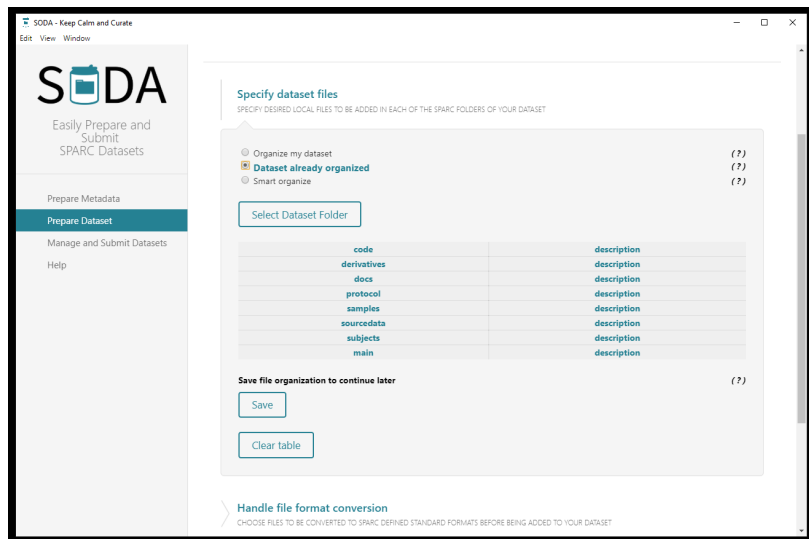 SODA - Keep Calm and Curate
Edit View Window
SODA
Easily Prepare and
Submit
SPARC Datasets
Prepare Metadata
Prepare Dataset
Manage and Submit Datasets
Help
Specify dataset files
SPECIFY DESIRED LOCAL FILES TO BE ADDED IN EACH OF THE SPARC FOLDERS OF YOUR DATASET
Organize my dataset (?)
Dataset already organized (?)
Smart organize (?)
Select Dataset Folder
code description
derivatives description
docs description
protocol description
samples description
sourcedata description
subjects description
main description
Save file organization to continue later (?)
Save
Clear table
Handle file format conversion
CHOOSE FILES TO BE CONVERTED TO SPARC DEFINED STANDARD FORMATS BEFORE BEING ADDED TO YOUR DATASET